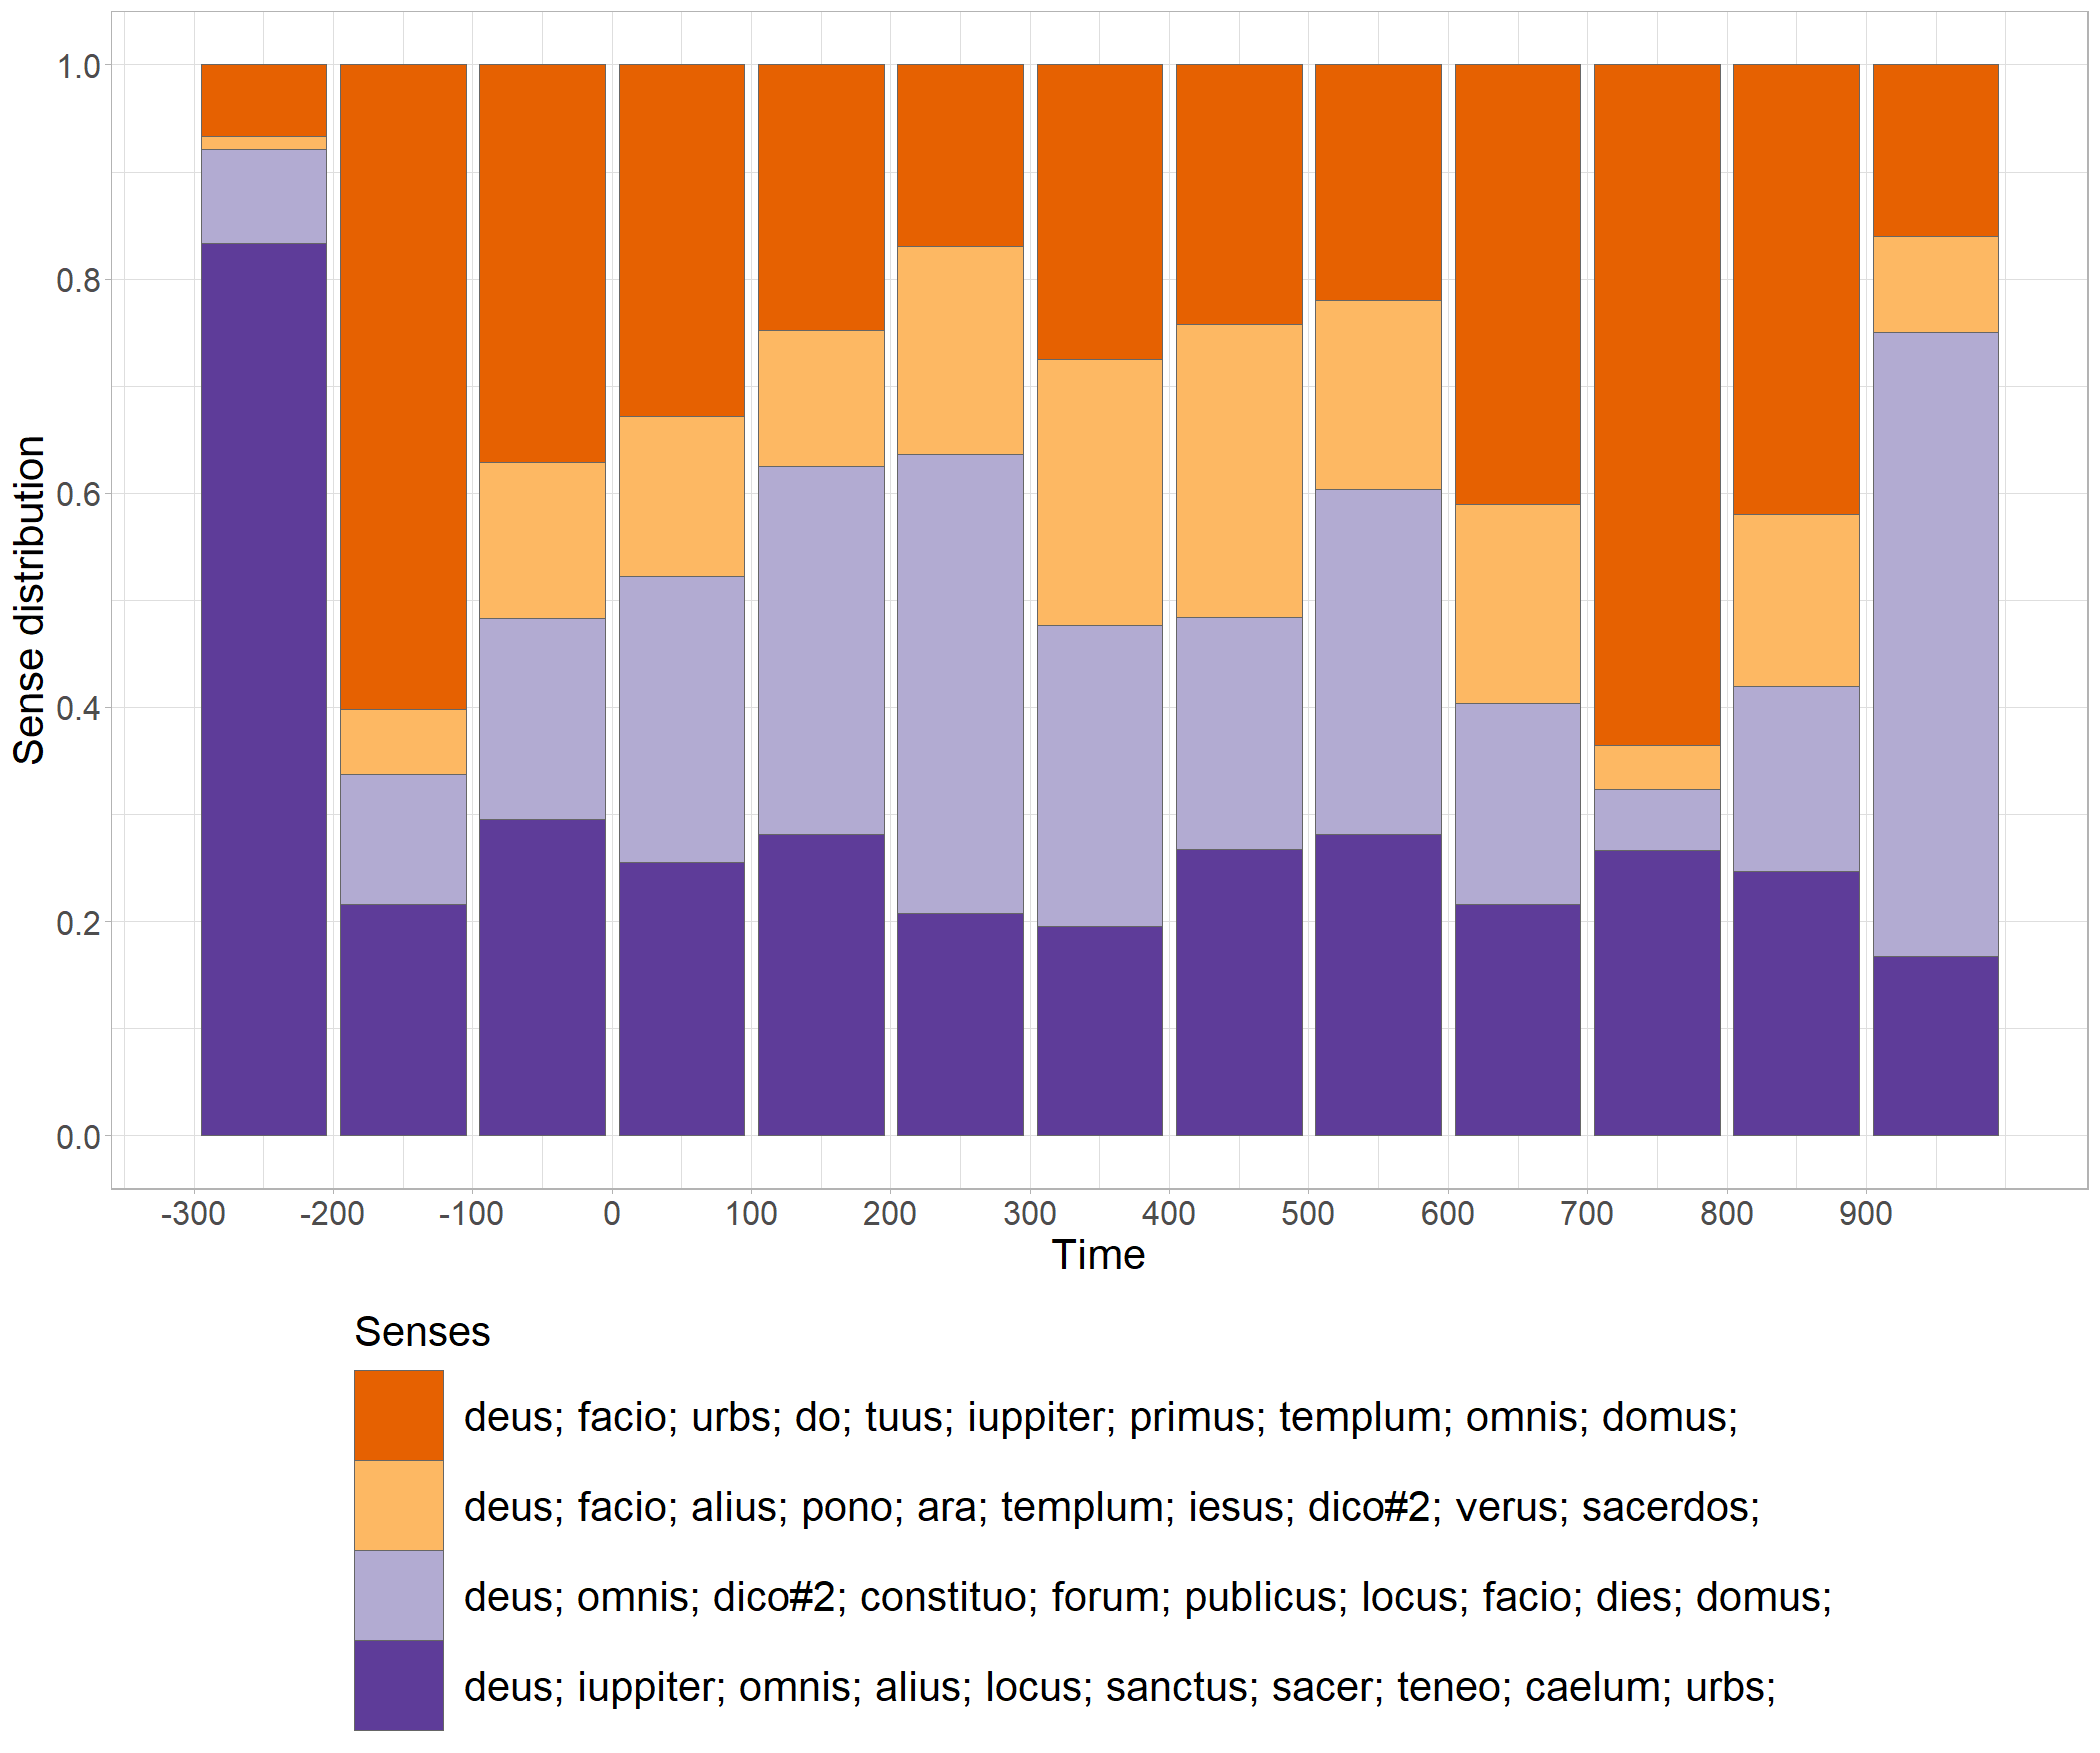 1.0
0.8
0.6
0.4
0.2
0.0
Sense distribution
-300 -200 -100 0 100 200 300 400 500 600 700 800 900
Time
Senses
deus; facio; urbs; do; tuus; iuppiter; primus; templum; omnis; domus;
deus; facio; alius; pono; ara; templum; iesus; dico#2; verus; sacerdos;
deus; omnis; dico#2; constituo; forum; publicus; locus; facio; dies; domus;
deus; iuppiter; omnis; alius; locus; sanctus; sacer; teneo; caelum; urbs;